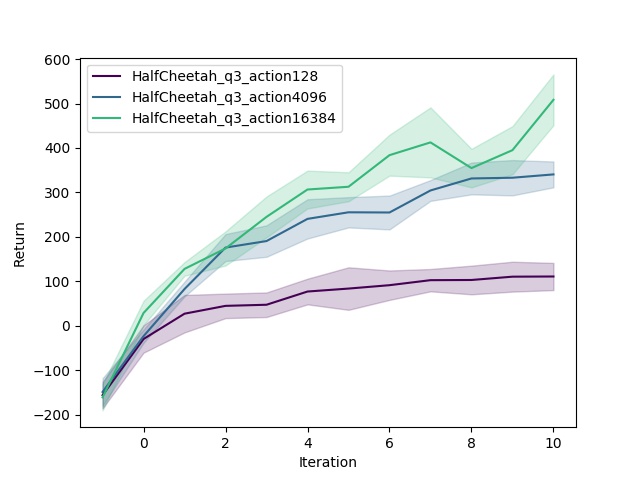 600
500
400
300
200
100
0
−100
−200
Return
HalfCheetah_q3_action128
HalfCheetah_q3_action4096
HalfCheetah_q3_action16384
0 2 4 6 8 10
Iteration